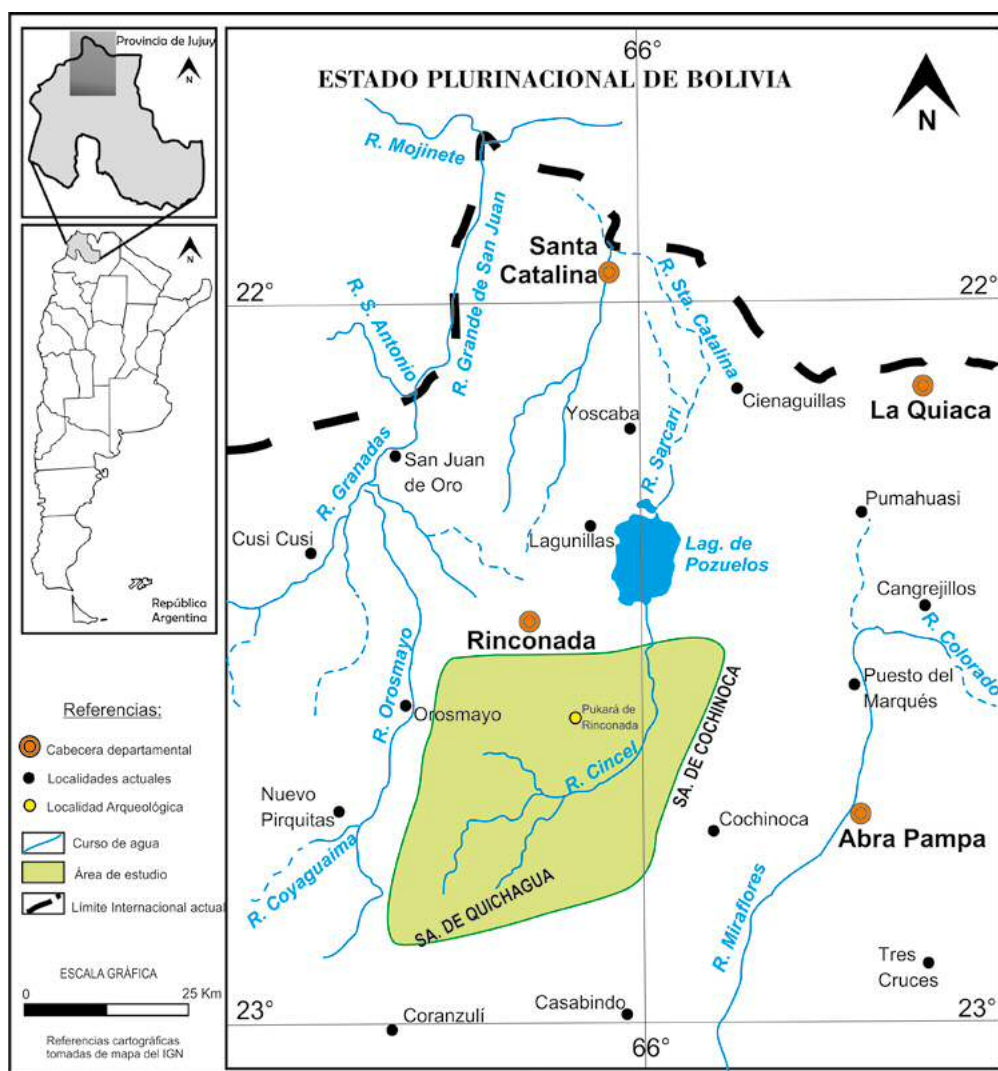 Provincia de Jujuy
N
N
República
Argentina
Referencias:
Cabecera departamental
Localidades actuales
Localidad Arqueológica
Curso de agua
Área de estudio
Límite Internacional actual
ESCALA GRÀFICA
0 25 Km
Referencias cartográficas
tomadas de mapa del IGN
66°
ESTADO PLURINACIONAL DE BOLIVIA
N
R. Mojinete
R. Grande de San Juan
Santa
Catalina
R. Sta. Catalina
22°
22°
R. S. Antonio
Cienaguillas
La Quiaca
Yoscaba
R. Sarcari
San Juan
de Oro
R. Granadas
Pumahuasi
Lagunillas
Cusi Cusi
Lag. de
Pozuelos
Cangrejillos
R. Colorado
Rinconada
R. Orosmayo
Puesto del
Marqués
Orosmayo
Pukará de
Rinconada
SA. DE COCHINOCA
R. Cincel
Nuevo
Pirquitas
Cochinoca
Abra Pampa
R. Coyaguaima
SA. DE QUICHAGUA
R. Miraflores
Tres
Cruces
23°
23°
Casabindo
Coranzulí
66°